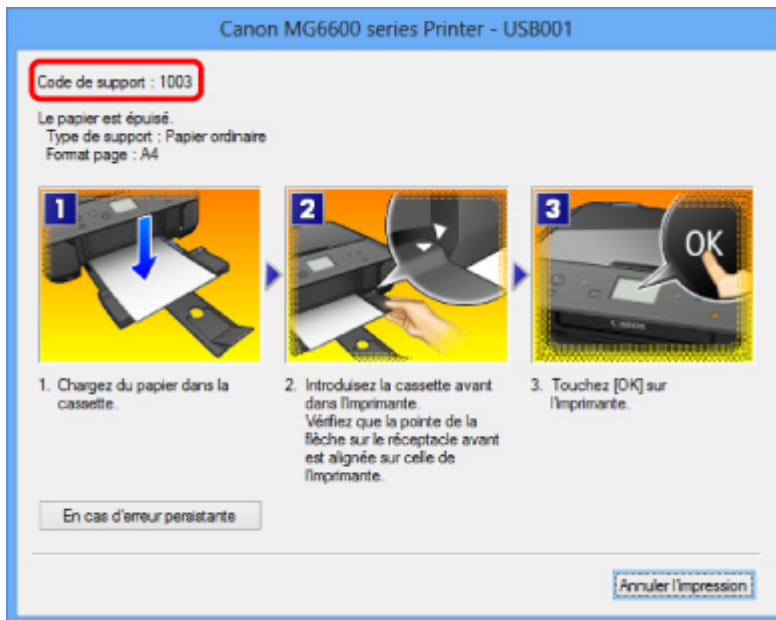 Canon MG6600 series Printer - USB001
Code de support : 1003
Le papier est épuisé.
Type de support : Papier ordinaire
Format page : A4
1
2
3
OK
Canon
1. Chargez du papier dans la
cassette.
2. Introduisez la cassette avant
dans l'imprimante.
Vérifiez que la pointe de la
flèche sur le réceptacle avant
est alignée sur celle de
l'imprimante.
3. Touchez [OK] sur
l'imprimante.
En cas d'erreur persistante
Annuler l'impression